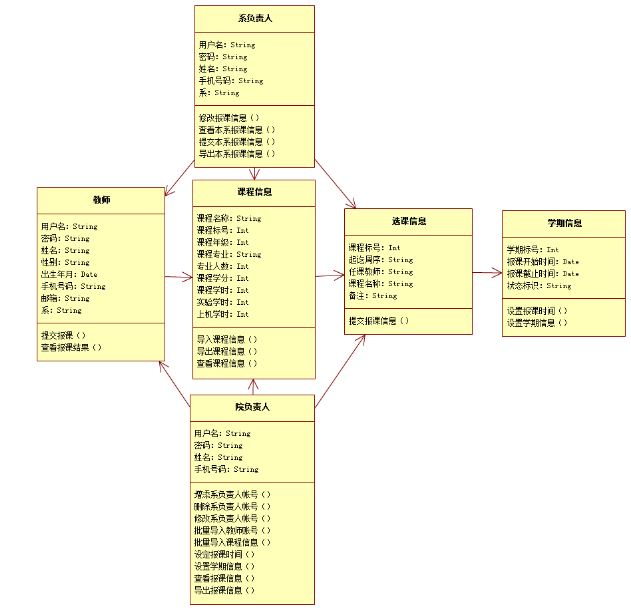 系负责人
用户名: String
密码: String
姓名: String
手机号码: String
系: String
修改报课信息 ( )
查看本系报课信息 ( )
提交本系报课信息 ( )
导出本系报课信息 ( )
教师
用户名: String
密码: String
姓名: String
性别: String
出生年月: Date
手机号码: String
邮箱: String
系: String
提交报课 ( )
查看报课结果 ( )
课程信息
课程名称: String
课程标号: Int
课程年级: Int
课程专业: String
专业人数: Int
课程学分: Int
课程学时: Int
实验学时: Int
上机学时: Int
导入课程信息 ( )
导出课程信息 ( )
查看课程信息 ( )
选课信息
课程标号: Int
起迄周序: String
任课教师: String
课程名称: String
备注: String
提交报课信息 ( )
学期信息
学期标号: Int
报课开始时间: Date
报课截止时间: Date
状态标识: String
设置报课时间 ( )
设置学期信息 ( )
院负责人
用户名: String
密码: String
姓名: String
手机号码: String
增添系负责人帐号 ( )
删除系负责人帐号 ( )
修改系负责人帐号 ( )
批量导入教师账号 ( )
批量导入课程信息 ( )
设定报课时间 ( )
设置学期信息 ( )
查看报课信息 ( )
导出报课信息 ( )